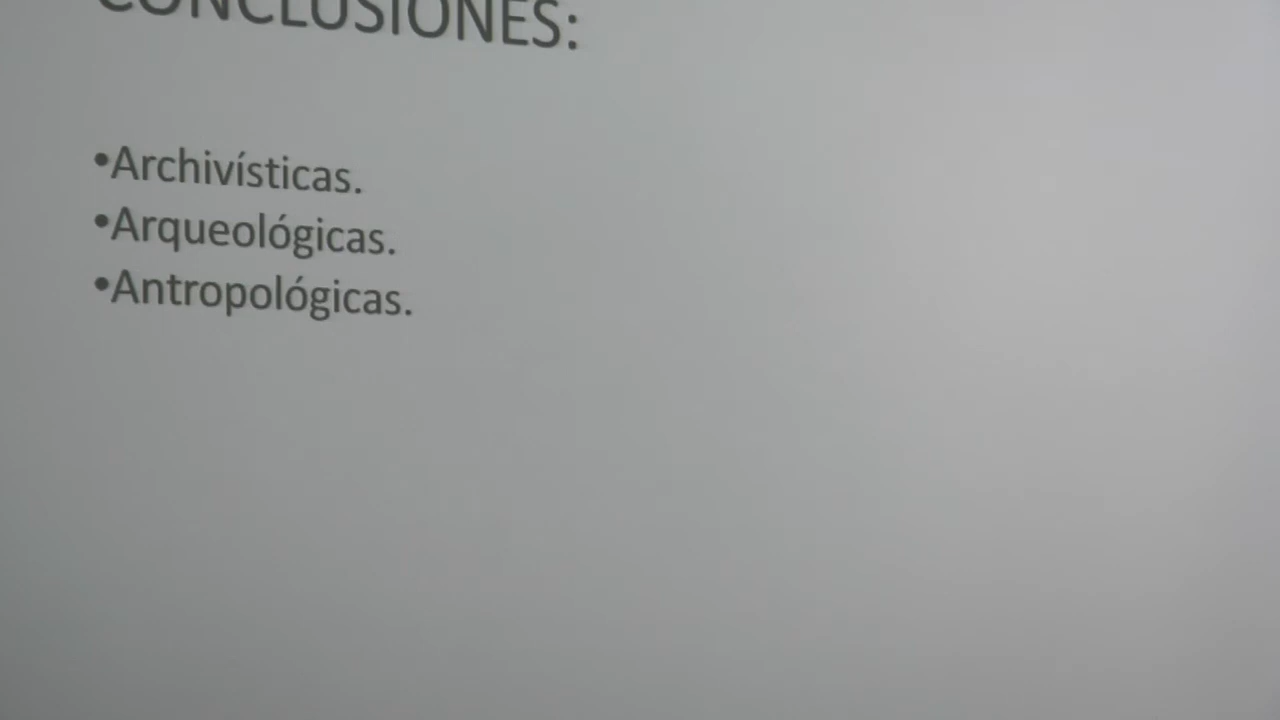 CONCLUSIONES:
•Archivísticas.
•Arqueológicas.
•Antropológicas.